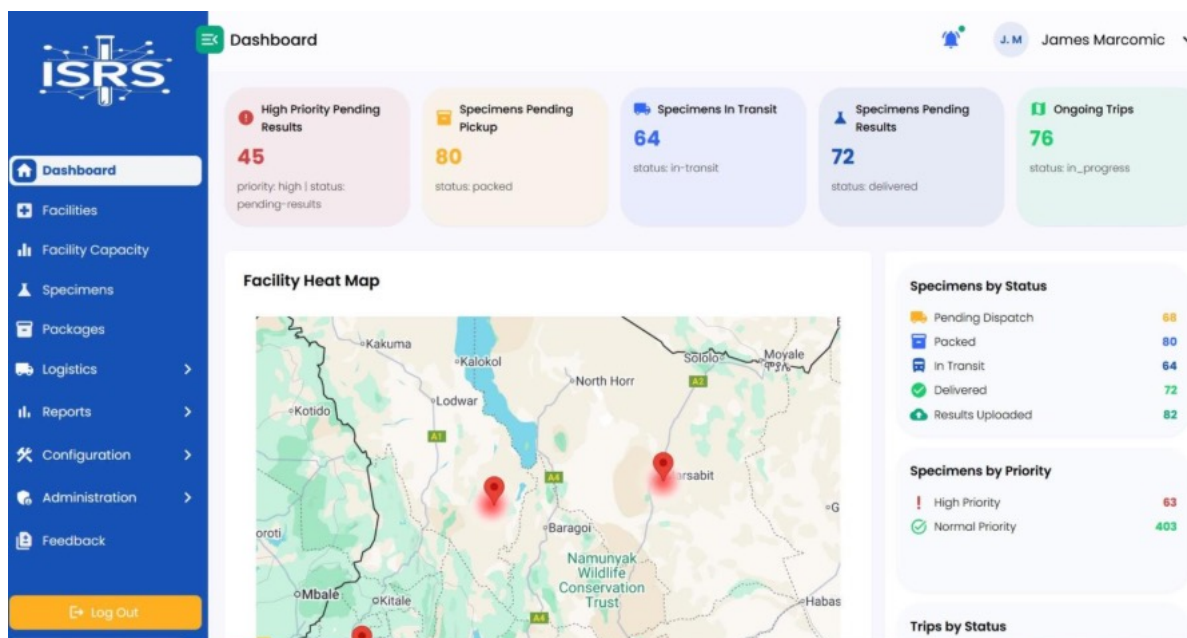 ISRS
Dashboard
Facilities
Facility Capacity
Specimens
Packages
Logistics
Reports
Configuration
Administration
Feedback
Log Out
Dashboard
J. M
James Marcomic
High Priority Pending
Results
45
priority: high | status:
pending-results
Specimens Pending
Pickup
80
status: packed
Specimens In Transit
64
status: in-transit
Specimens Pending
Results
72
status: delivered
Ongoing Trips
76
status: in_progress
Facility Heat Map
Kakuma
Kalokol
Sololo
Moyale
North Horr
A2
Lodwar
Kotido
A1
A4
rsabit
Baragoi
oroti
Namunyak
Wildlife
Conservation
Trust
Mbale
Kitale
A4
Habas
Specimens by Status
Pending Dispatch 68
Packed 80
In Transit 64
Delivered 72
Results Uploaded 82
Specimens by Priority
High Priority 63
Normal Priority 403
Trips by Status